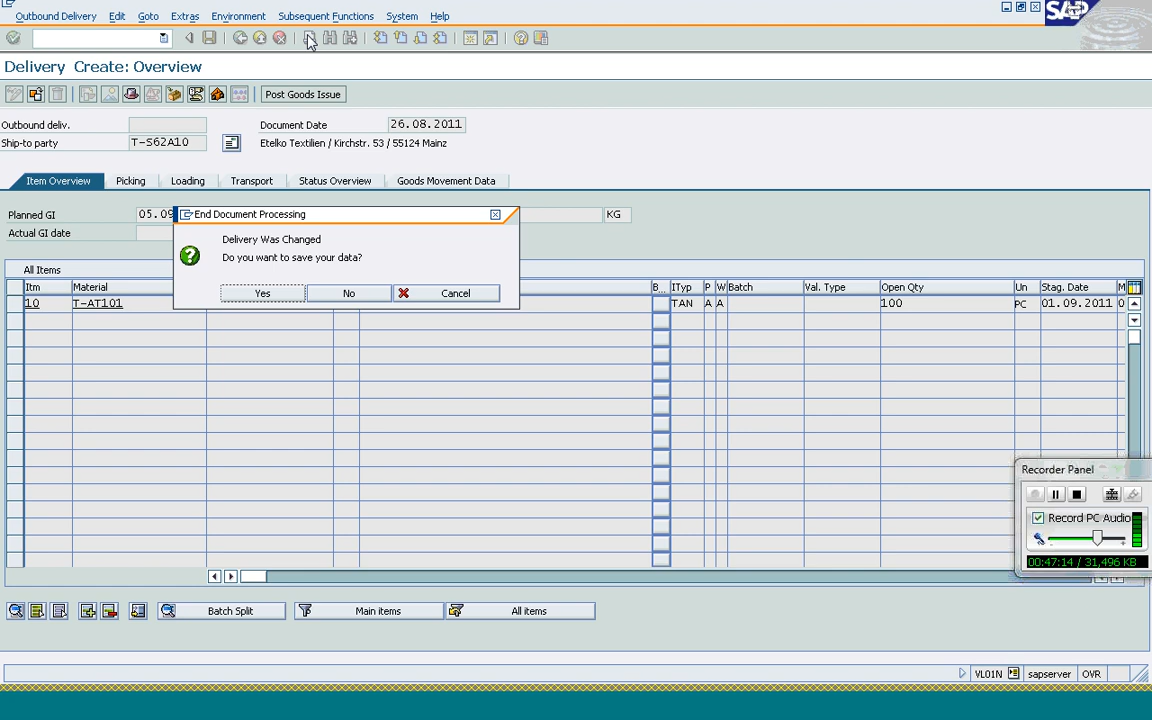 Outbound Delivery Edit Goto Extras Environment Subsequent Functions System Help
SAP
Delivery Create: Overview
Post Goods Issue
Outbound deliv. Document Date 26.08.2011
Ship-to party T-S62A10 Etelko Textilien / Kirchstr. 53 / 55124 Mainz
Item Overview Picking Loading Transport Status Overview Goods Movement Data
Planned GI 05.09 KG
Actual GI date
End Document Processing
Delivery Was Changed
Do you want to save your data?
Yes No Cancel
All Items
Itm Material B... ITyp P W Batch Val. Type Open Qty Un Stag. Date M
10 T-AT101 TAN A A 100 PC 01.09.2011 0
Recorder Panel
Record PC Audio
00:47:14 / 31,496 KB
Batch Split Main items All items
VL01N sapserver OVR